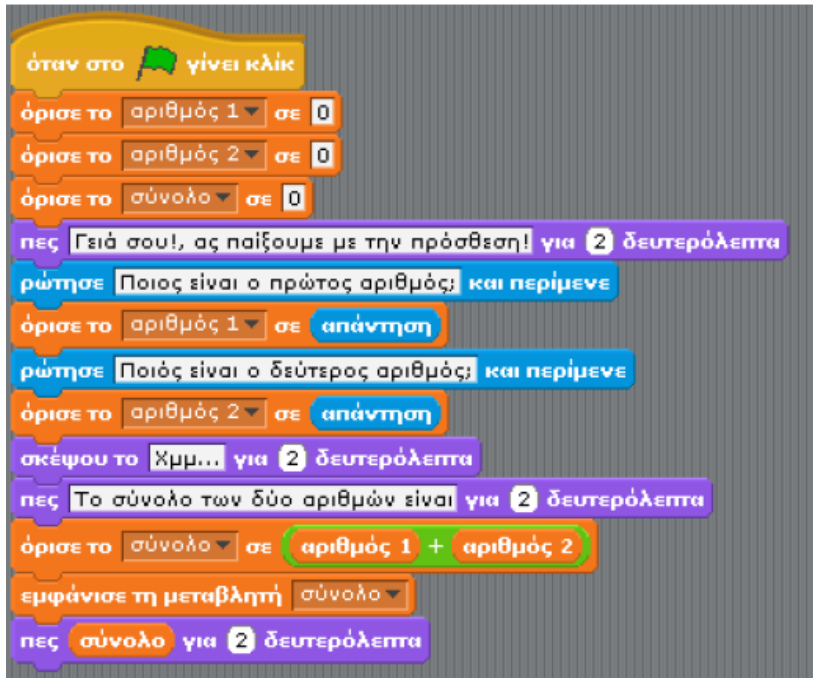 όταν στο γίνει κλίκ
όρισε το αριθμός 1 σε 0
όρισε το αριθμός 2 σε 0
όρισε το σύνολο σε 0
πες Γειά σου!, ας παίξουμε με την πρόσθεση! για 2 δευτερόλεπτα
ρώτησε Ποιος είναι ο πρώτος αριθμός; και περίμενε
όρισε το αριθμός 1 σε απάντηση
ρώτησε Ποιός είναι ο δεύτερος αριθμός; και περίμενε
όρισε το αριθμός 2 σε απάντηση
σκέψου το Χμμ... για 2 δευτερόλεπτα
πες Το σύνολο των δύο αριθμών είναι για 2 δευτερόλεπτα
όρισε το σύνολο σε αριθμός 1 + αριθμός 2
εμφάνισε τη μεταβλητή σύνολο
πες σύνολο για 2 δευτερόλεπτα